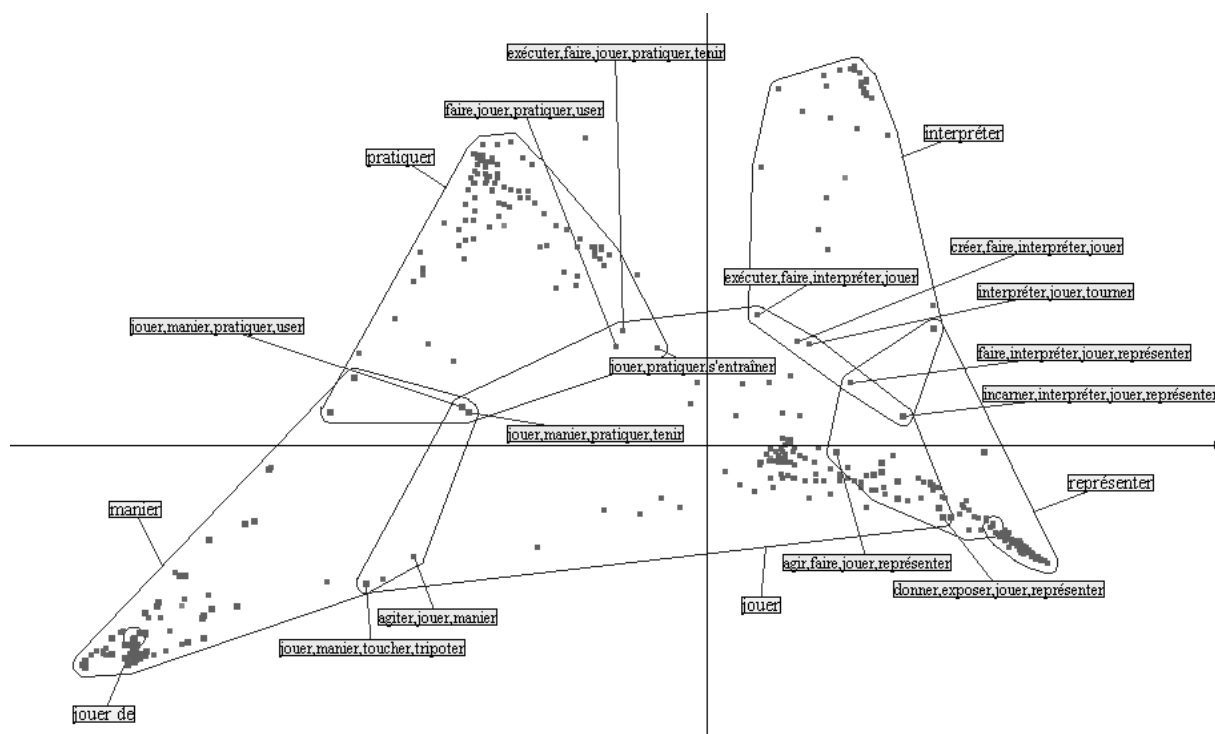 exécuter,faire,jouer,pratiquer,tenir
faire,jouer,pratiquer,user
pratiquer
interpréter
créer,faire,interpréter,jouer
exécuter,faire,interpréter,jouer
interpréter,jouer,tourner
jouer,manier,pratiquer,user
faire,interpréter,jouer,représenter
jouer,pratiquer,s'entraîner
incarner,interpréter,jouer,représenter
jouer,manier,pratiquer,tenir
représenter
manier
agir,faire,jouer,représenter
donner,exposer,jouer,représenter
jouer
agiter,jouer,manier
jouer,manier,toucher,tripoter
jouer de